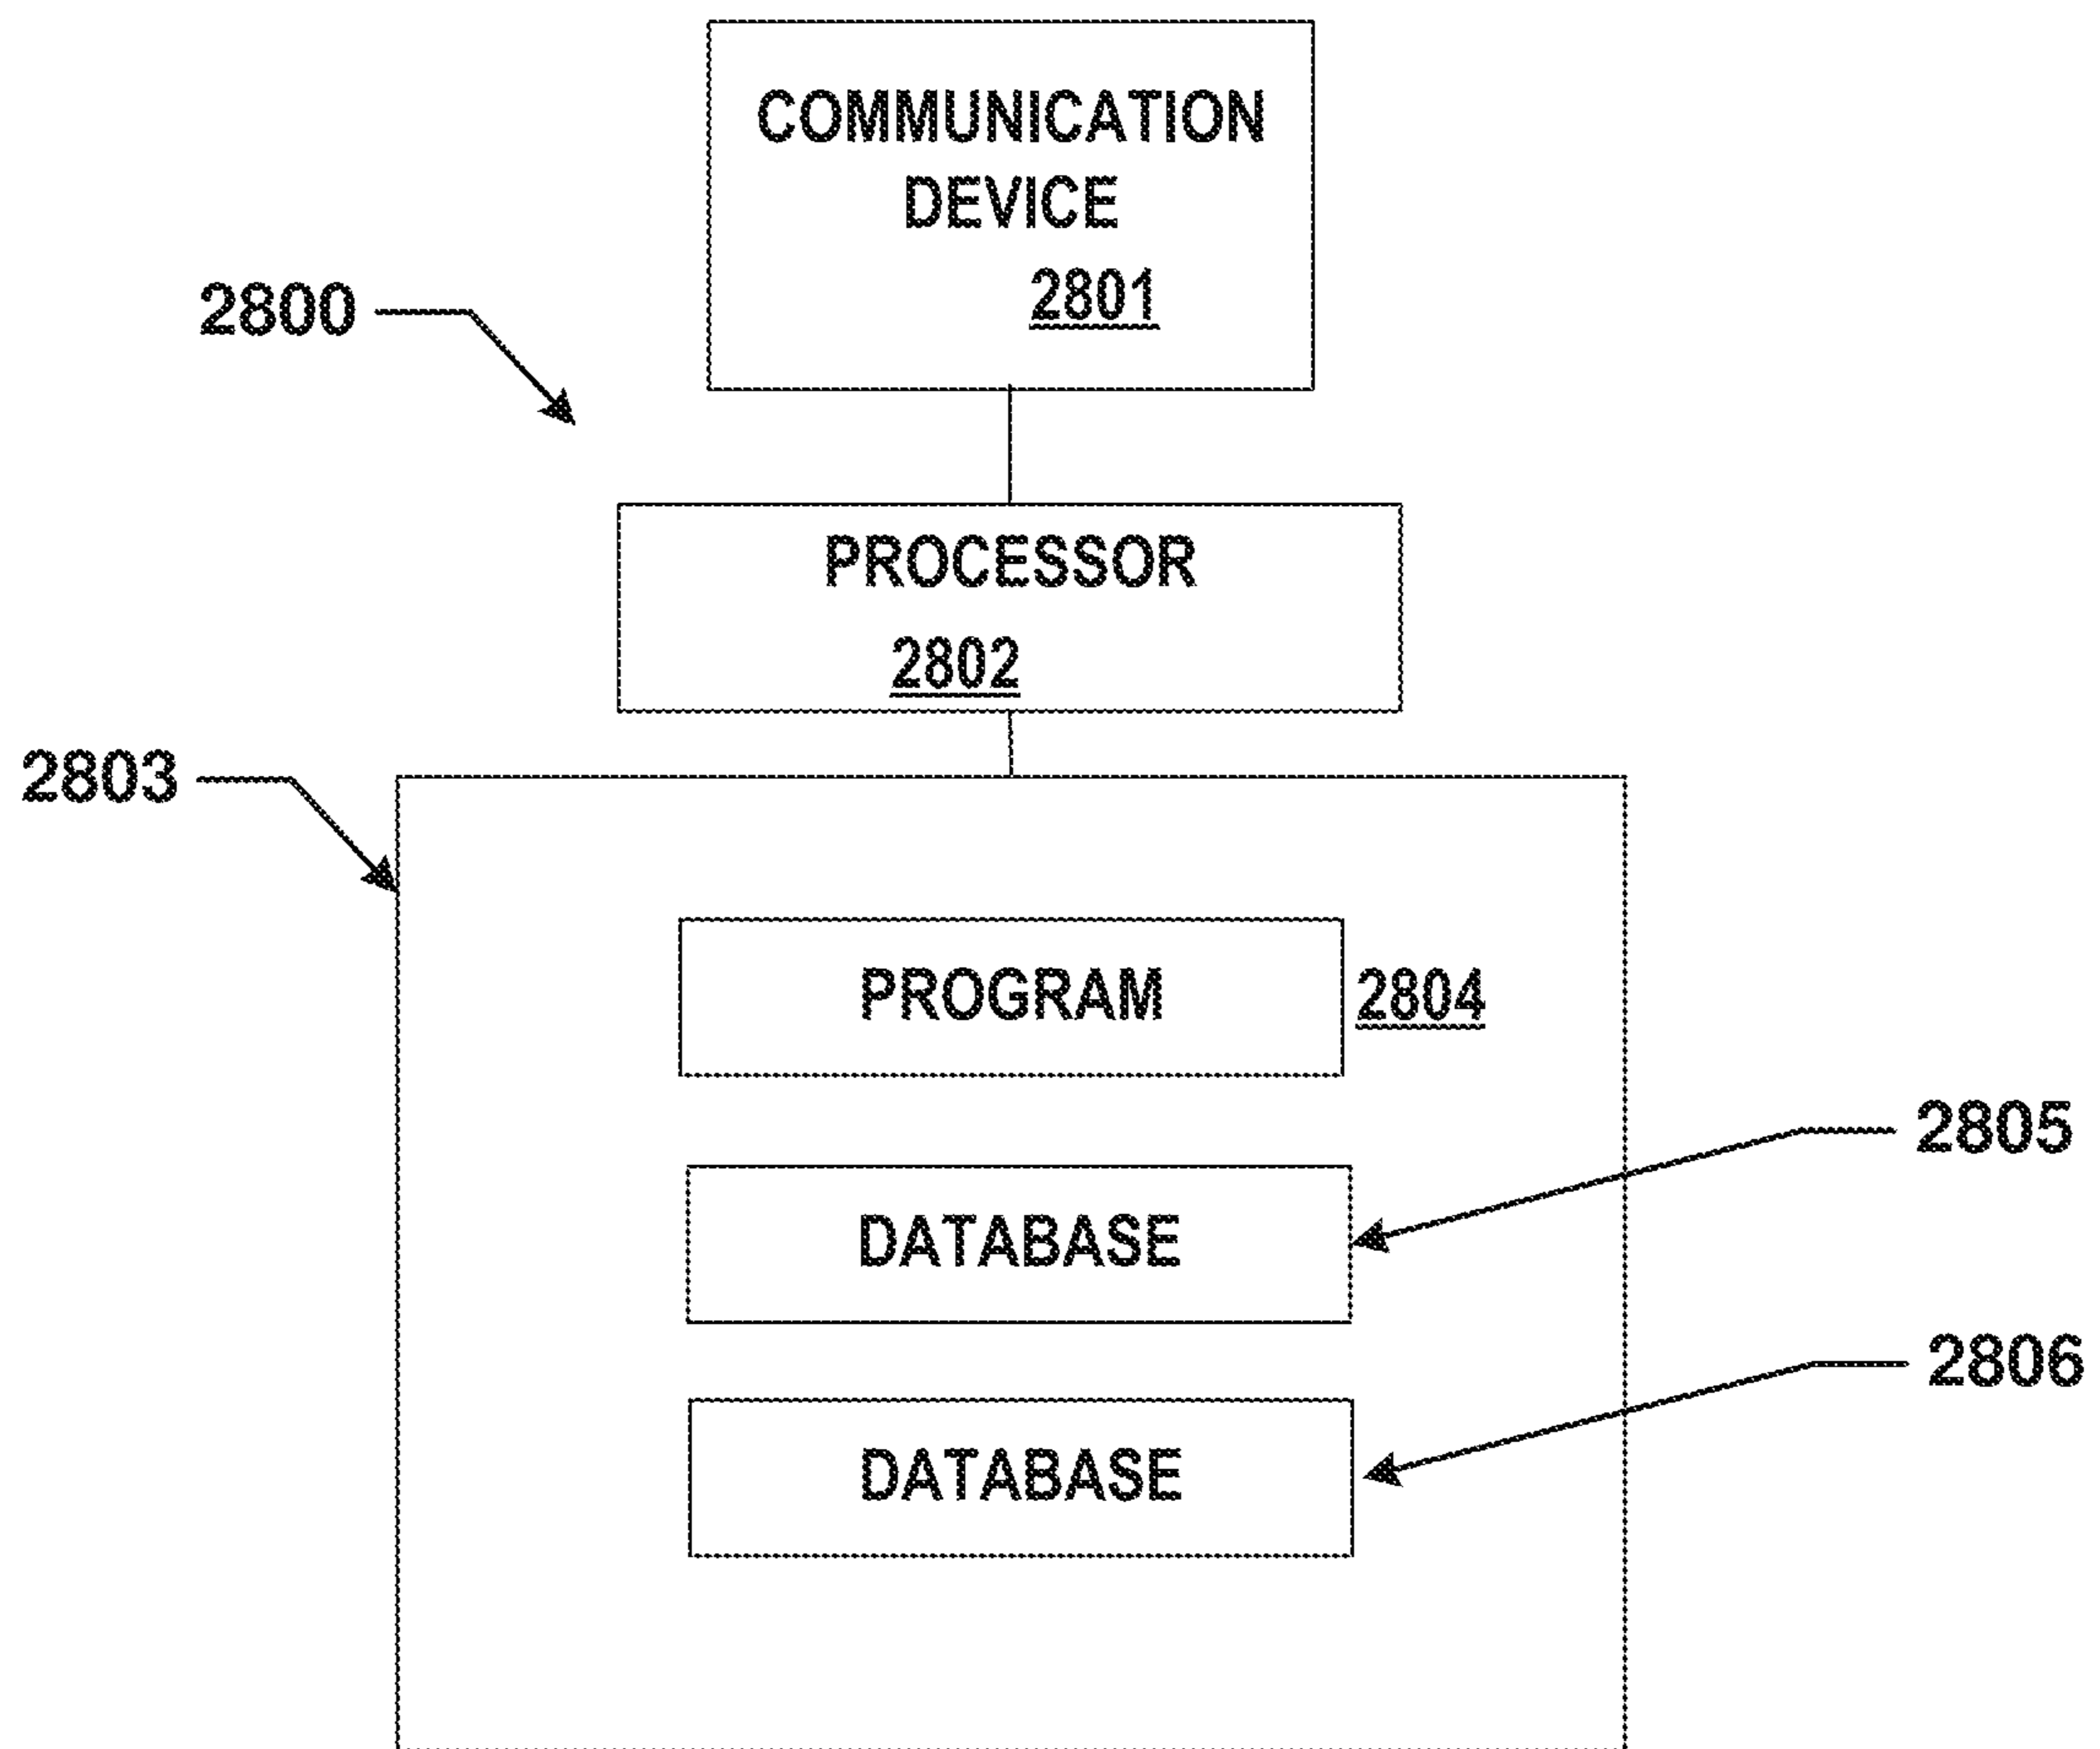 COMMUNICATION
DEVICE
2801
2800
PROCESSOR
2802
2803
PROGRAM
2804
2805
DATABASE
2806
DATABASE